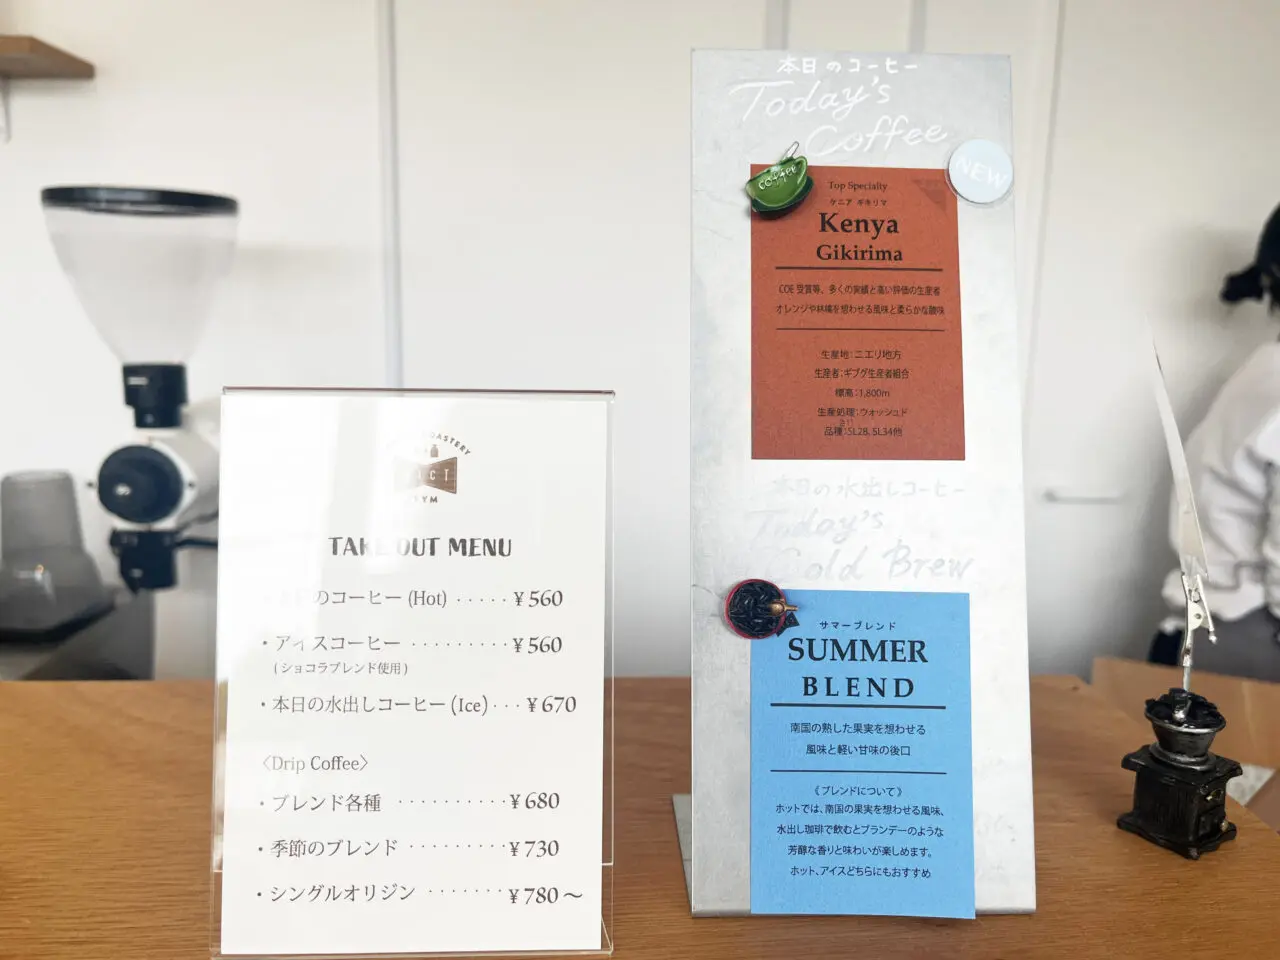 OASTERY
ACT
YM
TAKE OUT MENU
のコーヒー (Hot) ····· ¥560
・アイスコーヒー ·········· ¥560
(ショコラブレンド使用)
・本日の水出しコーヒー (Ice) ··· ¥670
〈Drip Coffee〉
・ブレンド各種 ·········· ¥680
・季節のブレンド ·········· ¥730
・シングルオリジン ········ ¥780〜
本日のコーヒー
Today's
Coffee
coffee
NEW
Top Specialty
ケニア ギキリマ
Kenya
Gikirima
COE 受賞等、多くの実績と高い評価の生産者
オレンジや林檎を想わせる風味と柔らかな酸味
生産地：ニエリ地方
生産者：ギブグ生産者組合
標高：1,800m
生産処理：ウォッシュド
品種：SL28, SL34他
本日の水出しコーヒー
Today's
Cold Brew
サマーブレンド
SUMMER
BLEND
南国の熟した果実を想わせる
風味と軽い甘味の後口
《 ブレンドについて 》
ホットでは、南国の果実を想わせる風味、
水出し珈琲で飲むとブランデーのような
芳醇な香りと味わいが楽しめます。
ホット、アイスどちらにもおすすめ